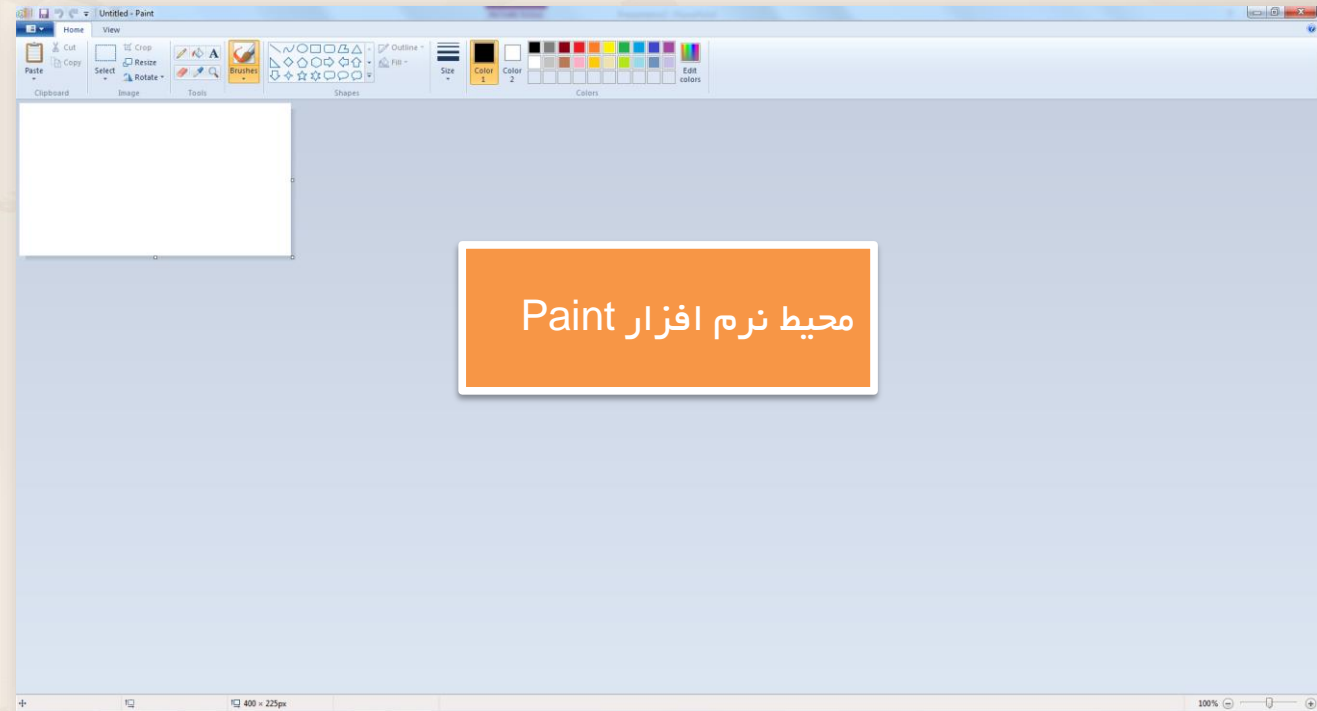 Untitled - Paint
Home View
Cut
Copy
Paste
Clipboard
Crop
Resize
Rotate
Select
Image
A
Tools
Brushes
Outline
Fill
Shapes
Size
Color 1
Color 2
Edit colors
Colors
محیط نرم افزار Paint
400 × 225px
100%